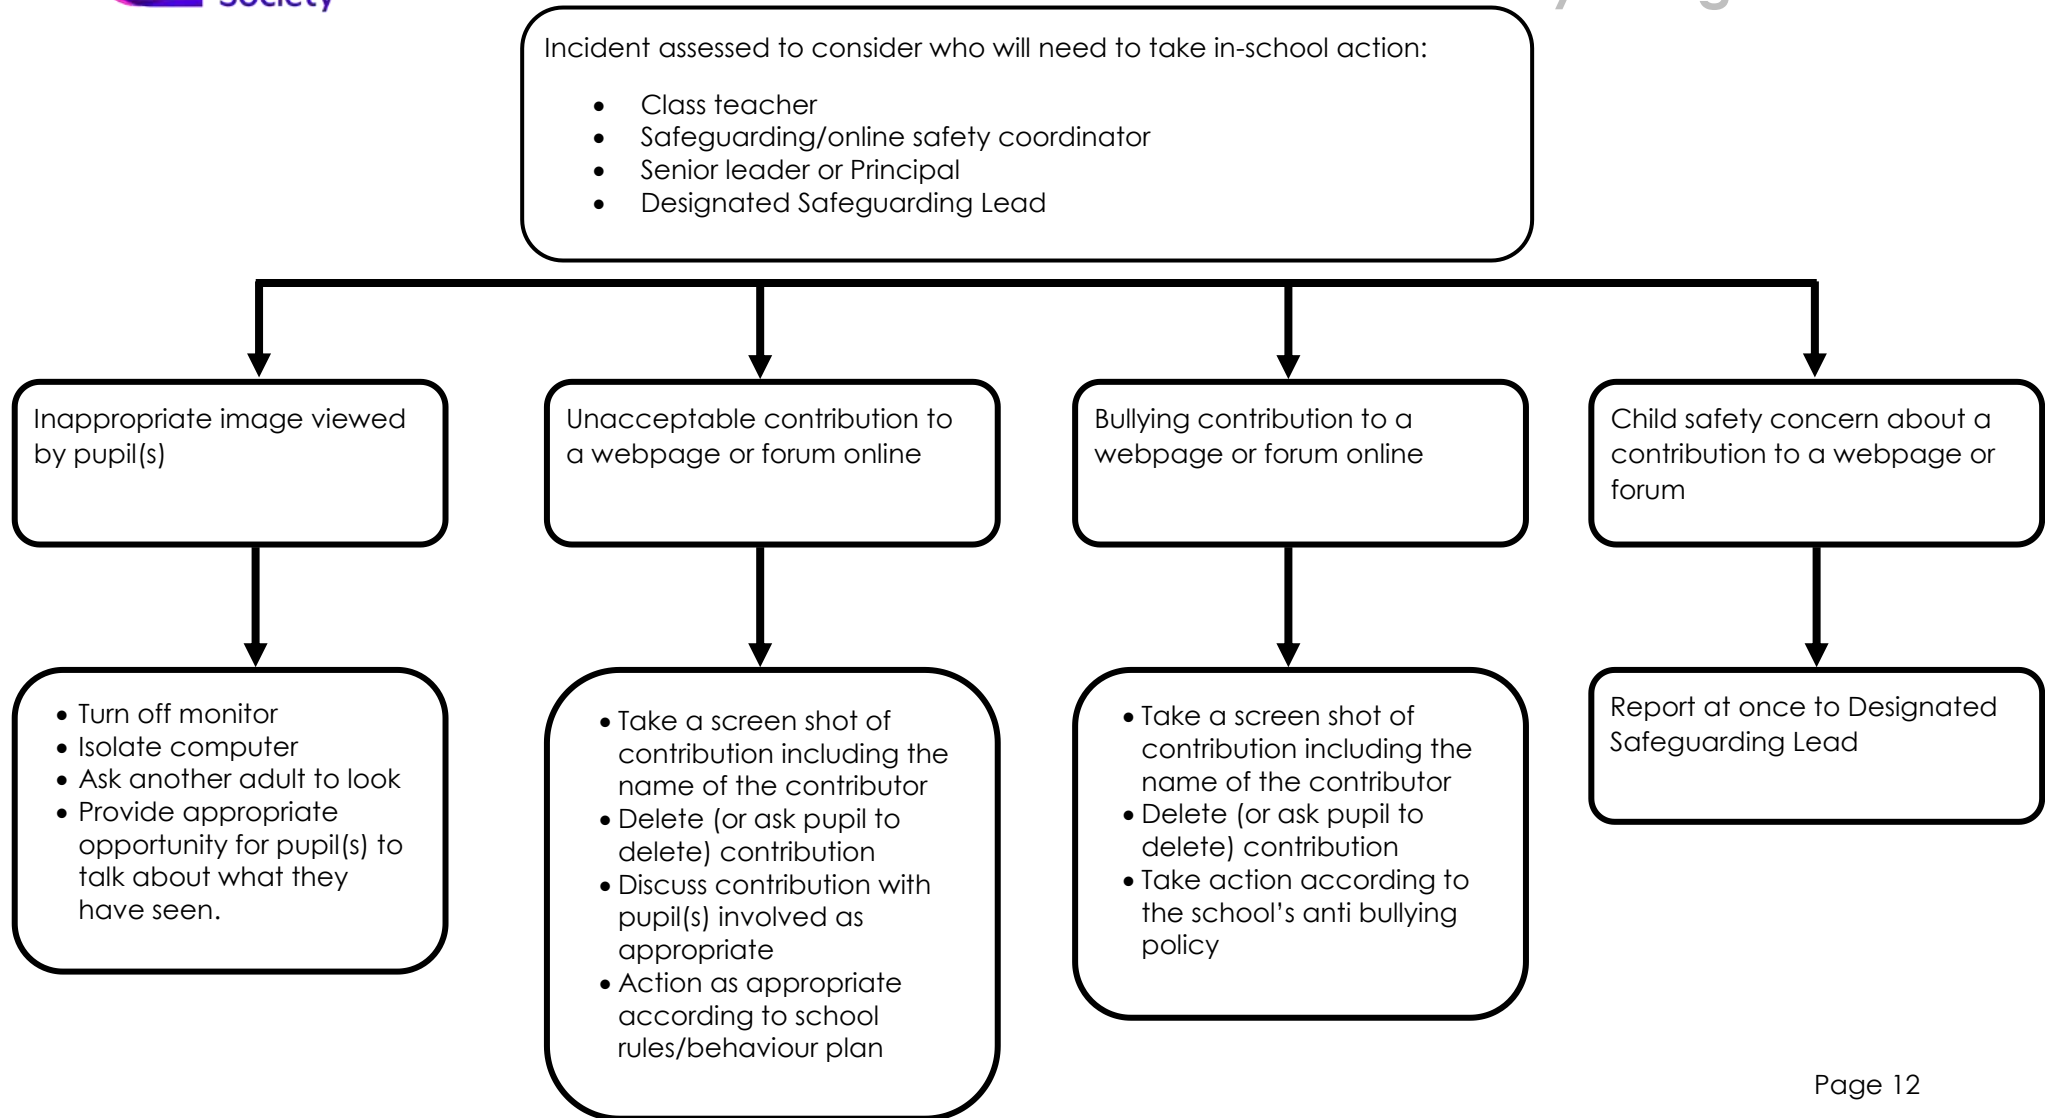 Society
Incident assessed to consider who will need to take in-school action:
• Class teacher
• Safeguarding/online safety coordinator
• Senior leader or Principal
• Designated Safeguarding Lead
Inappropriate image viewed
by pupil(s)
Unacceptable contribution to
a webpage or forum online
Bullying contribution to a
webpage or forum online
Child safety concern about a
contribution to a webpage or
forum
• Turn off monitor
• Isolate computer
• Ask another adult to look
• Provide appropriate
opportunity for pupil(s) to
talk about what they
have seen.
• Take a screen shot of
contribution including the
name of the contributor
• Delete (or ask pupil to
delete) contribution
• Discuss contribution with
pupil(s) involved as
appropriate
• Action as appropriate
according to school
rules/behaviour plan
• Take a screen shot of
contribution including the
name of the contributor
• Delete (or ask pupil to
delete) contribution
• Take action according to
the school’s anti bullying
policy
Report at once to Designated
Safeguarding Lead
Page 12